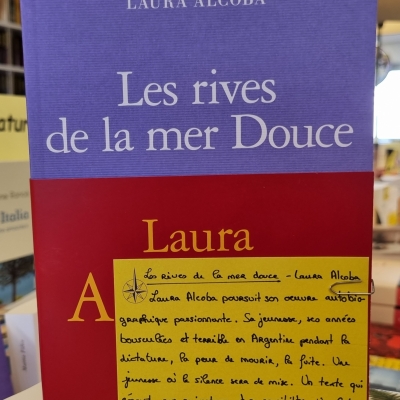 LAURA ALCOBA
Les rives
de la mer Douce
Laura
A
Les rives de la mer douce - Laura Alcoba
Laura Alcoba poursuit son oeuvre autobio-
graphique passionnante. Sa jeunesse, ses années
bousculées et terrible en Argentine pendant la
dictature, la peur de mourir, la fuite. Une
jeunesse où le silence sera de mise. Un texte qui
Italia